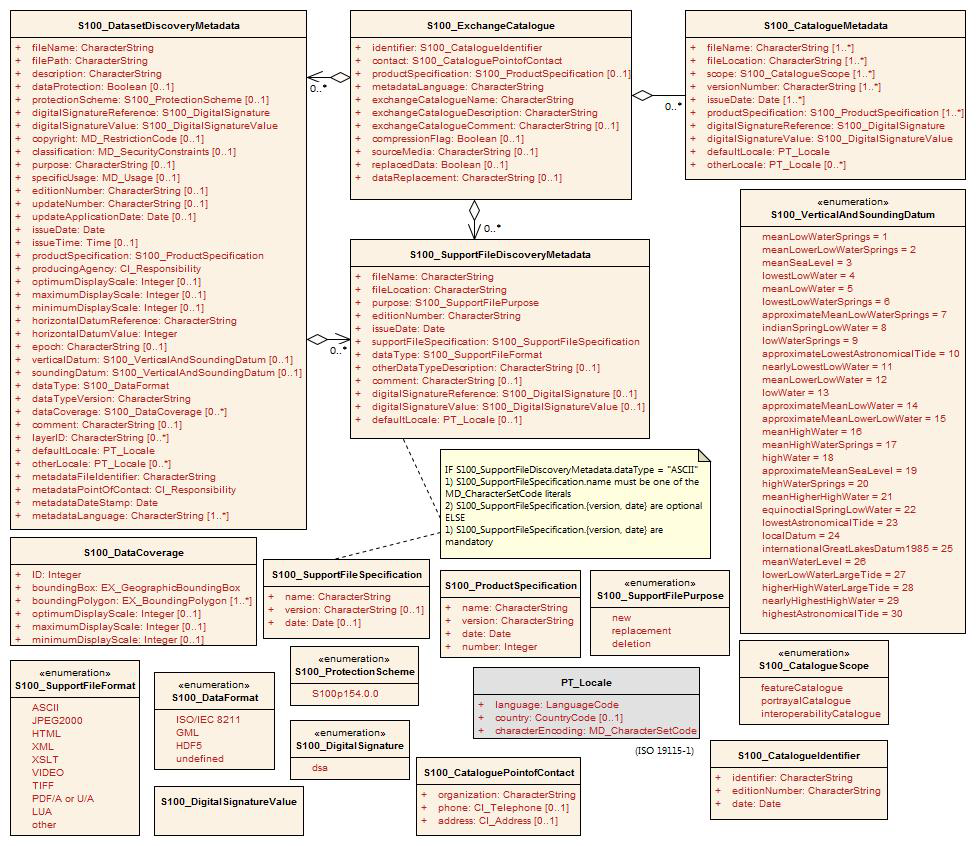 S100_DatasetDiscoveryMetadata
+ fileName: CharacterString
+ filePath: CharacterString
+ description: CharacterString
+ dataProtection: Boolean [0..1]
+ protectionScheme: S100_ProtectionScheme [0..1]
+ digitalSignatureReference: S100_DigitalSignature
+ digitalSignatureValue: S100_DigitalSignatureValue
+ copyright: MD_RestrictionCode [0..1]
+ classification: MD_SecurityConstraints [0..1]
+ purpose: CharacterString [0..1]
+ specificUsage: MD_Usage [0..1]
+ editionNumber: CharacterString [0..1]
+ updateNumber: CharacterString [0..1]
+ updateApplicationDate: Date [0..1]
+ issueDate: Date
+ issueTime: Time [0..1]
+ productSpecification: S100_ProductSpecification
+ producingAgency: CI_Responsibility
+ optimumDisplayScale: Integer [0..1]
+ maximumDisplayScale: Integer [0..1]
+ minimumDisplayScale: Integer [0..1]
+ horizontalDatumReference: CharacterString
+ horizontalDatumValue: Integer
+ epoch: CharacterString [0..1]
+ verticalDatum: S100_VerticalAndSoundingDatum [0..1]
+ soundingDatum: S100_VerticalAndSoundingDatum [0..1]
+ dataType: S100_DataFormat
+ dataTypeVersion: CharacterString
+ dataCoverage: S100_DataCoverage [0..*]
+ comment: CharacterString [0..1]
+ layerID: CharacterString [0..*]
+ defaultLocale: PT_Locale
+ otherLocale: PT_Locale [0..*]
+ metadataFileIdentifier: CharacterString
+ metadataPointOfContact: CI_Responsibility
+ metadataDateStamp: Date
+ metadataLanguage: CharacterString [1..*]
0..*
S100_ExchangeCatalogue
+ identifier: S100_CatalogueIdentifier
+ contact: S100_CataloguePointofContact
+ productSpecification: S100_ProductSpecification [0..1]
+ metadataLanguage: CharacterString
+ exchangeCatalogueName: CharacterString
+ exchangeCatalogueDescription: CharacterString
+ exchangeCatalogueComment: CharacterString [0..1]
+ compressionFlag: Boolean [0..1]
+ sourceMedia: CharacterString [0..1]
+ replacedData: Boolean [0..1]
+ dataReplacement: CharacterString [0..1]
0..*
S100_CatalogueMetadata
+ fileName: CharacterString [1..*]
+ fileLocation: CharacterString [1..*]
+ scope: S100_CatalogueScope [1..*]
+ versionNumber: CharacterString [1..*]
+ issueDate: Date [1..*]
+ productSpecification: S100_ProductSpecification [1..*]
+ digitalSignatureReference: S100_DigitalSignature
+ digitalSignatureValue: S100_DigitalSignatureValue
+ defaultLocale: PT_Locale
+ otherLocale: PT_Locale [0..*]
0..*
S100_SupportFileDiscoveryMetadata
+ fileName: CharacterString
+ fileLocation: CharacterString
+ purpose: S100_SupportFilePurpose
+ editionNumber: CharacterString
+ issueDate: Date
+ supportFileSpecification: S100_SupportFileSpecification
+ dataType: S100_SupportFileFormat
+ otherDataTypeDescription: CharacterString [0..1]
+ comment: CharacterString [0..1]
+ digitalSignatureReference: S100_DigitalSignature [0..1]
+ digitalSignatureValue: S100_DigitalSignatureValue [0..1]
+ defaultLocale: PT_Locale [0..1]
0..*
«enumeration»
S100_VerticalAndSoundingDatum
meanLowWaterSprings = 1
meanLowerLowWaterSprings = 2
meanSeaLevel = 3
lowestLowWater = 4
meanLowWater = 5
lowestLowWaterSprings = 6
approximateMeanLowWaterSprings = 7
indianSpringLowWater = 8
lowWaterSprings = 9
approximateLowestAstronomicalTide = 10
nearlyLowestLowWater = 11
meanLowerLowWater = 12
lowWater = 13
approximateMeanLowWater = 14
approximateMeanLowerLowWater = 15
meanHighWater = 16
meanHighWaterSprings = 17
highWater = 18
approximateMeanSeaLevel = 19
highWaterSprings = 20
meanHigherHighWater = 21
equinoctialSpringLowWater = 22
lowestAstronomicalTide = 23
localDatum = 24
internationalGreatLakesDatum1985 = 25
meanWaterLevel = 26
lowerLowWaterLargeTide = 27
higherHighWaterLargeTide = 28
nearlyHighestHighWater = 29
highestAstronomicalTide = 30
IF S100_SupportFileDiscoveryMetadata.dataType = "ASCII"
1) S100_SupportFileSpecification.name must be one of the
MD_CharacterSetCode literals
2) S100_SupportFileSpecification.{version, date} are optional
ELSE
1) S100_SupportFileSpecification.{version, date} are
mandatory
S100_DataCoverage
+ ID: Integer
+ boundingBox: EX_GeographicBoundingBox
+ boundingPolygon: EX_BoundingPolygon [1..*]
+ optimumDisplayScale: Integer [0..1]
+ maximumDisplayScale: Integer [0..1]
+ minimumDisplayScale: Integer [0..1]
S100_SupportFileSpecification
+ name: CharacterString
+ version: CharacterString [0..1]
+ date: Date [0..1]
S100_ProductSpecification
+ name: CharacterString
+ version: CharacterString
+ date: Date
+ number: Integer
«enumeration»
S100_SupportFilePurpose
new
replacement
deletion
«enumeration»
S100_SupportFileFormat
ASCII
JPEG2000
HTML
XML
XSLT
VIDEO
TIFF
PDF/A or U/A
LUA
other
«enumeration»
S100_DataFormat
ISO/IEC 8211
GML
HDF5
undefined
«enumeration»
S100_ProtectionScheme
S100p154.0.0
«enumeration»
S100_DigitalSignature
dsa
S100_DigitalSignatureValue
PT_Locale
+ language: LanguageCode
+ country: CountryCode [0..1]
+ characterEncoding: MD_CharacterSetCode
(ISO 19115-1)
«enumeration»
S100_CatalogueScope
featureCatalogue
portrayalCatalogue
interoperabilityCatalogue
S100_CataloguePointofContact
+ organization: CharacterString
+ phone: CI_Telephone [0..1]
+ address: CI_Address [0..1]
S100_CatalogueIdentifier
+ identifier: CharacterString
+ editionNumber: CharacterString
+ date: Date